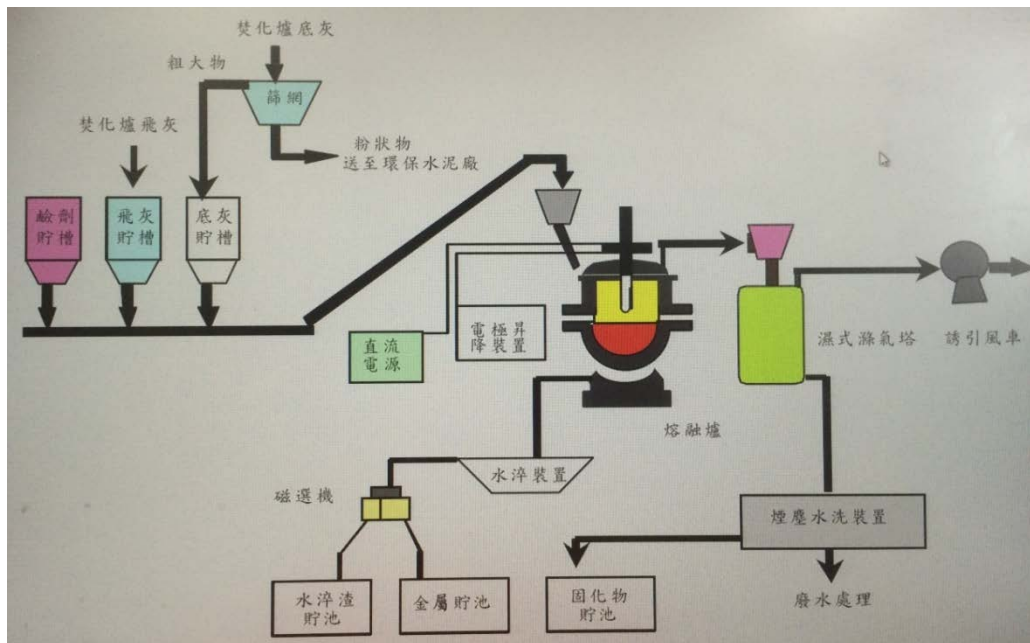 焚化爐底灰
粗大物
篩網
焚化爐飛灰
粉狀物
送至環保水泥廠
鹼劑
貯槽
飛灰
貯槽
底灰
貯槽
直流
電源
電極昇
降裝置
濕式滌氣塔
誘引風車
熔融爐
水淬裝置
磁選機
煙塵水洗裝置
水淬渣
貯池
金屬貯池
固化物
貯池
廢水處理